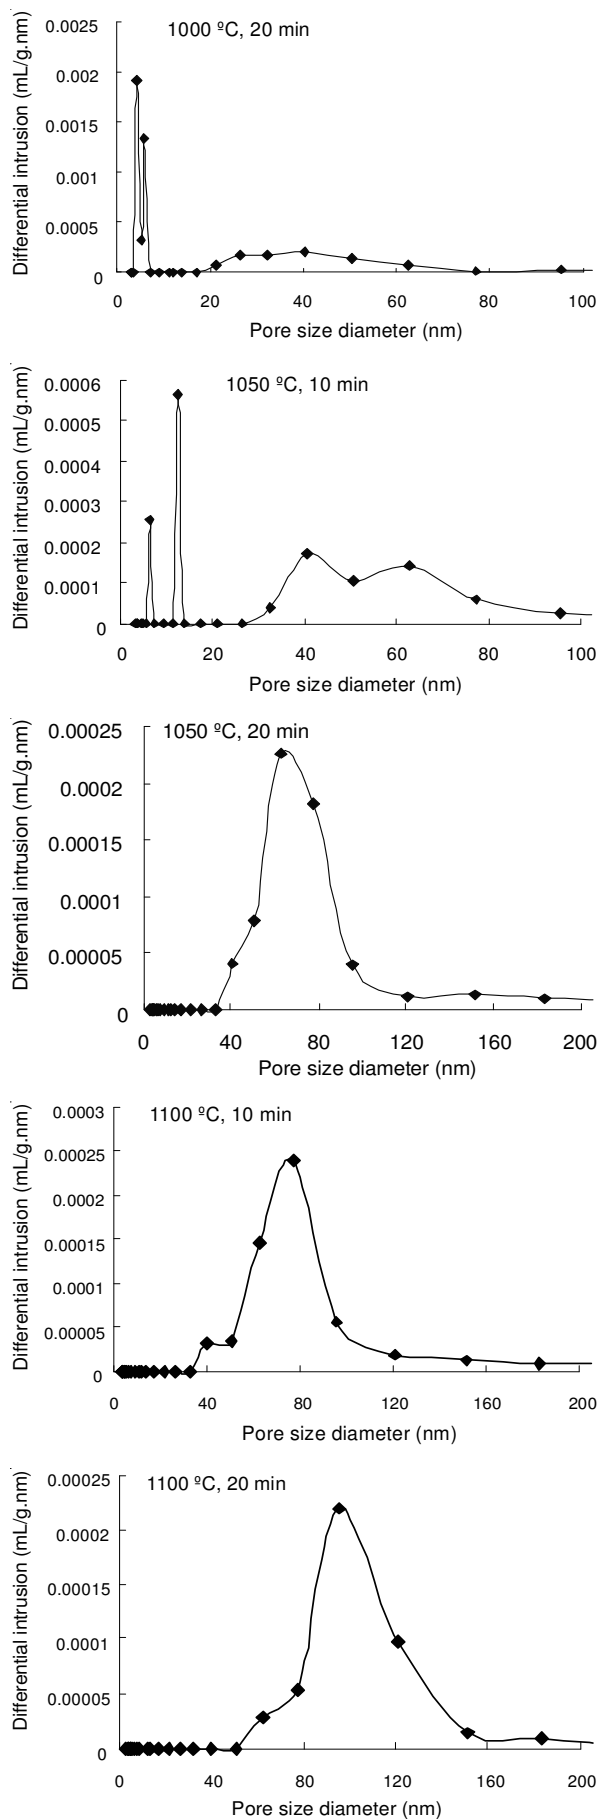 1000 ºC, 20 min
Differential intrusion (mL/g.nm)
0.0025
0.002
0.0015
0.001
0.0005
0
0 20 40 60 80 100
Pore size diameter (nm)
1050 ºC, 10 min
Differential intrusion (mL/g.nm)
0.0006
0.0005
0.0004
0.0003
0.0002
0.0001
0
0 20 40 60 80 100
Pore size diameter (nm)
1050 ºC, 20 min
Differential intrusion (mL/g.nm)
0.00025
0.0002
0.00015
0.0001
0.00005
0
0 40 80 120 160 200
Pore size diameter (nm)
1100 ºC, 10 min
Differential intrusion (mL/g.nm)
0.0003
0.00025
0.0002
0.00015
0.0001
0.00005
0
0 40 80 120 160 200
Pore size diameter (nm)
1100 ºC, 20 min
Differential intrusion (mL/g.nm)
0.00025
0.0002
0.00015
0.0001
0.00005
0
0 40 80 120 160 200
Pore size diameter (nm)